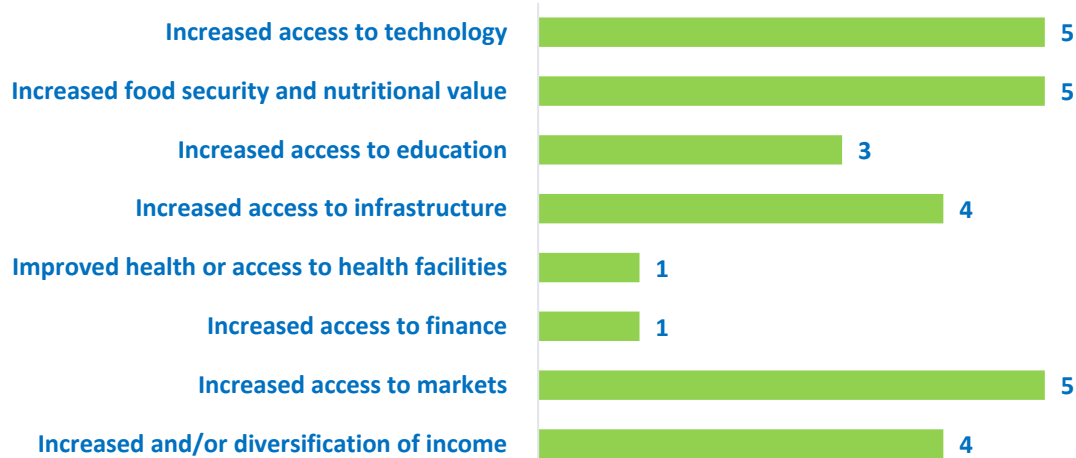 Increased access to technology 5
Increased food security and nutritional value 5
Increased access to education 3
Increased access to infrastructure 4
Improved health or access to health facilities 1
Increased access to finance 1
Increased access to markets 5
Increased and/or diversification of income 4